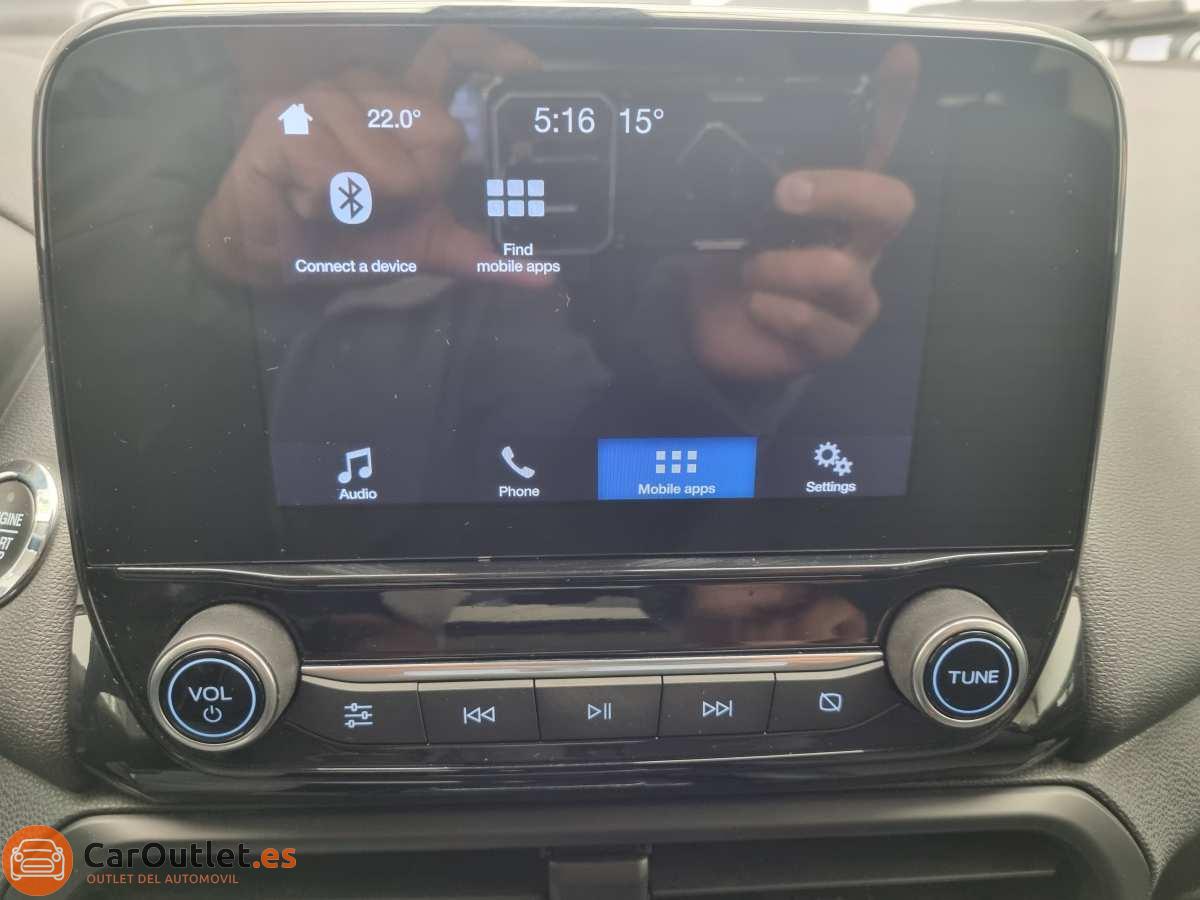 22.0°
5:16
15°
Connect a device
Find
mobile apps
Audio
Phone
Mobile apps
Settings
VOL
TUNE
CarOutlet.es
OUTLET DEL AUTOMOVIL